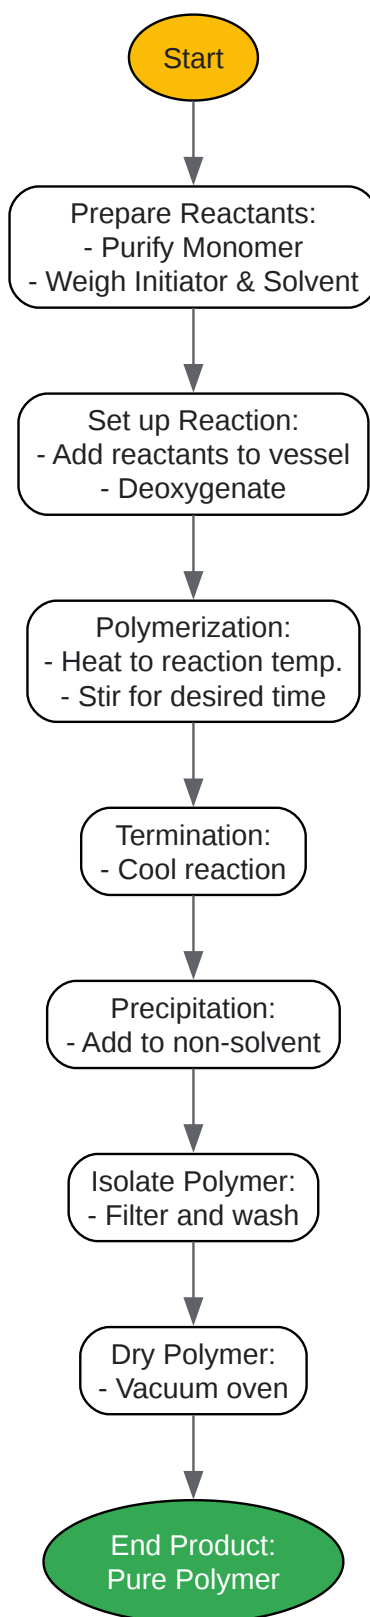 Start
Prepare Reactants:
- Purify Monomer
- Weigh Initiator & Solvent
Set up Reaction:
- Add reactants to vessel
- Deoxygenate
Polymerization:
- Heat to reaction temp.
- Stir for desired time
Termination:
- Cool reaction
Precipitation:
- Add to non-solvent
Isolate Polymer:
- Filter and wash
Dry Polymer:
- Vacuum oven
End Product:
Pure Polymer